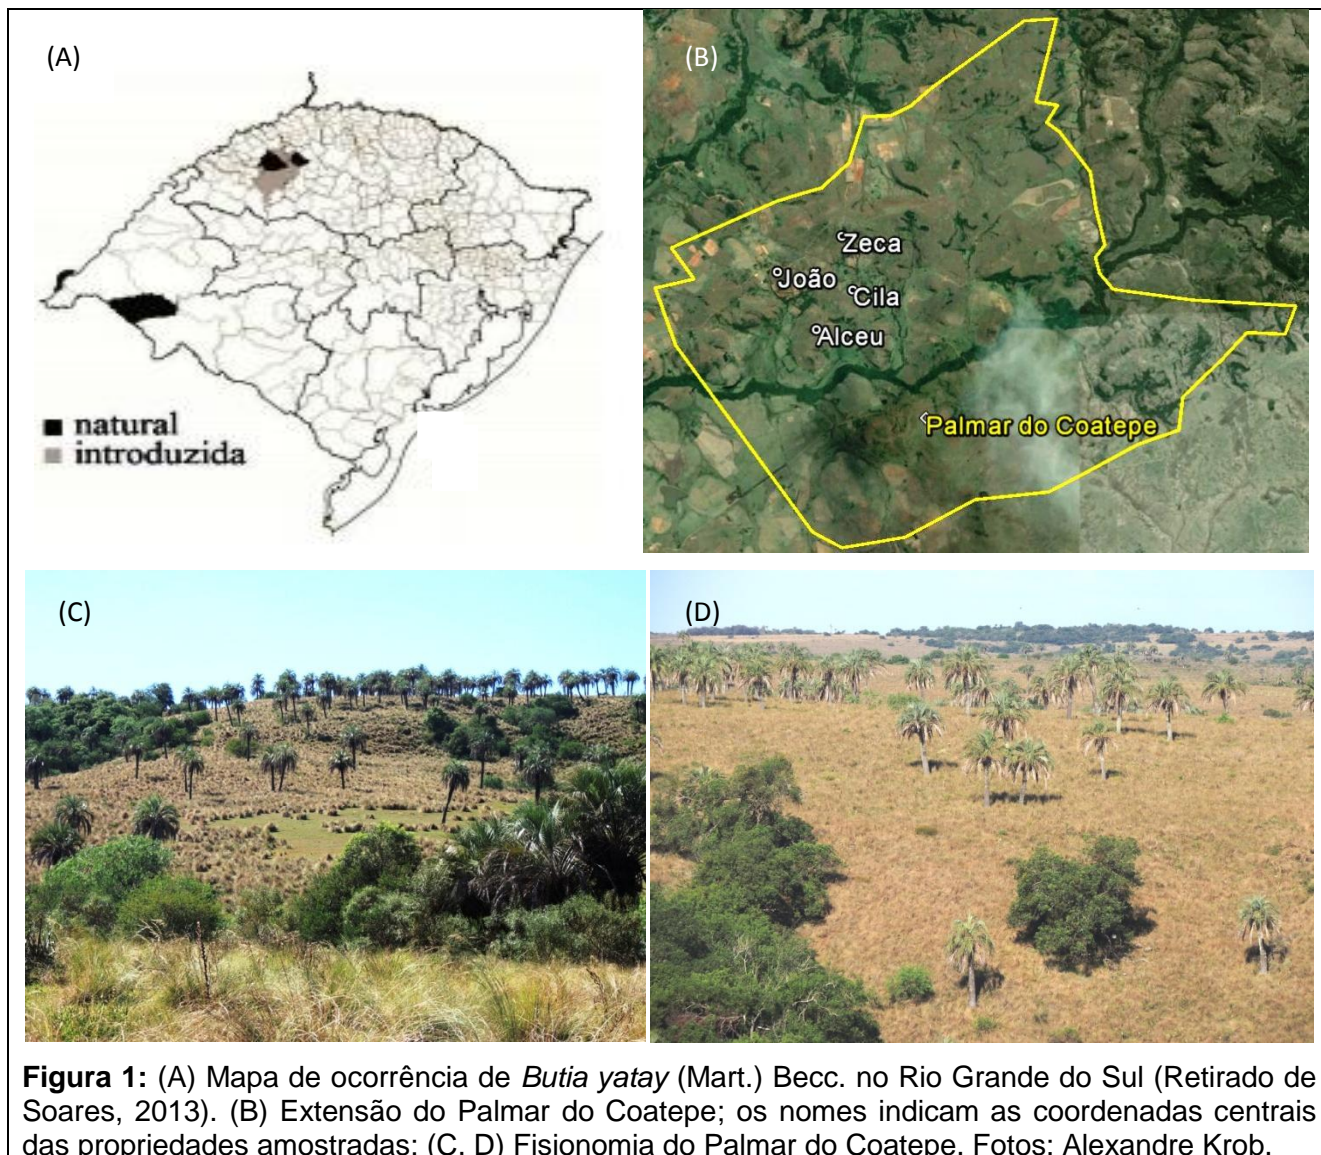 (A)
natural
introduzida
(B)
Zeca
João
Cila
Alceu
Palmar do Coatepe
(C)
(D)
Figura 1: (A) Mapa de ocorrência de Butia yatay (Mart.) Becc. no Rio Grande do Sul (Retirado de
Soares, 2013). (B) Extensão do Palmar do Coatepe; os nomes indicam as coordenadas centrais
das propriedades amostradas; (C, D) Fisionomia do Palmar do Coatepe. Fotos: Alexandre Krob.